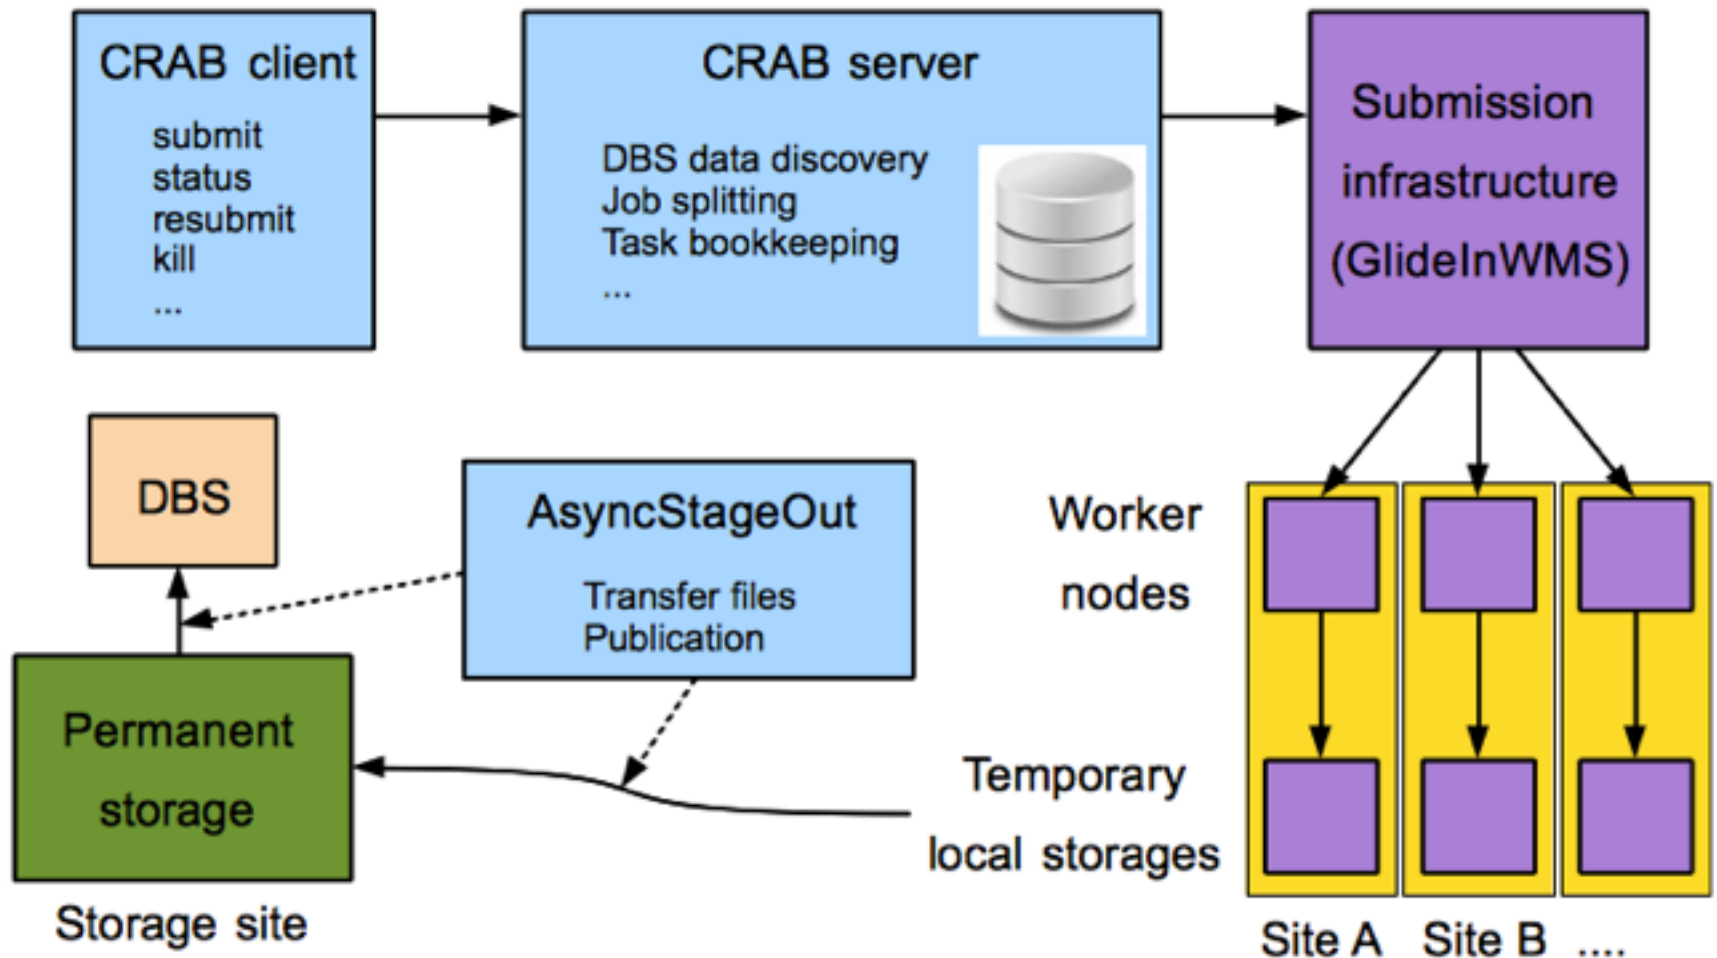 CRAB client
submit
status
resubmit
kill
...
CRAB server
DBS data discovery
Job splitting
Task bookkeeping
...
Submission
infrastructure
(GlideInWMS)
DBS
AsyncStageOut
Transfer files
Publication
Worker
nodes
Permanent
storage
Temporary
local storages
Storage site
Site A
Site B
....